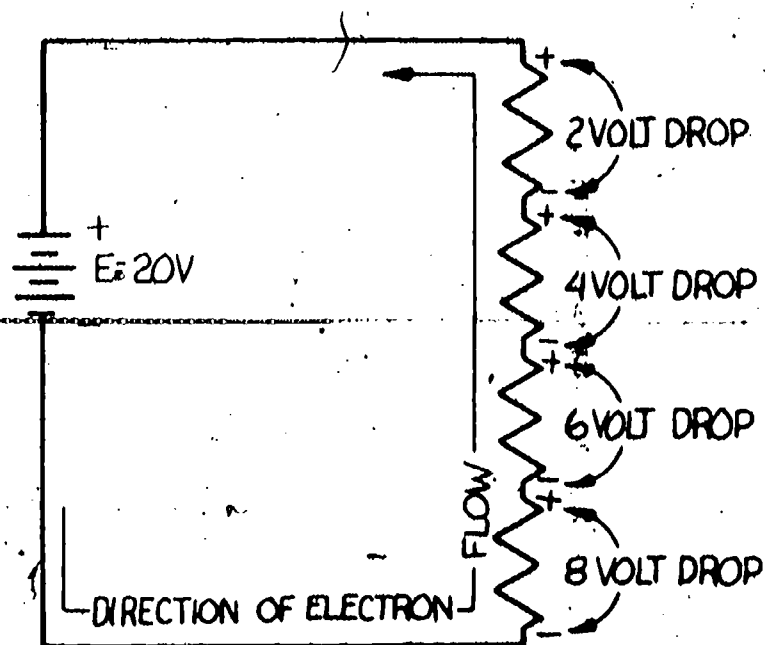 +
2 VOLT DROP
-
+
+
E= 20V
4 VOLT DROP
-
+
6 VOLT DROP
-
+
FLOW
8 VOLT DROP
DIRECTION OF ELECTRON
-